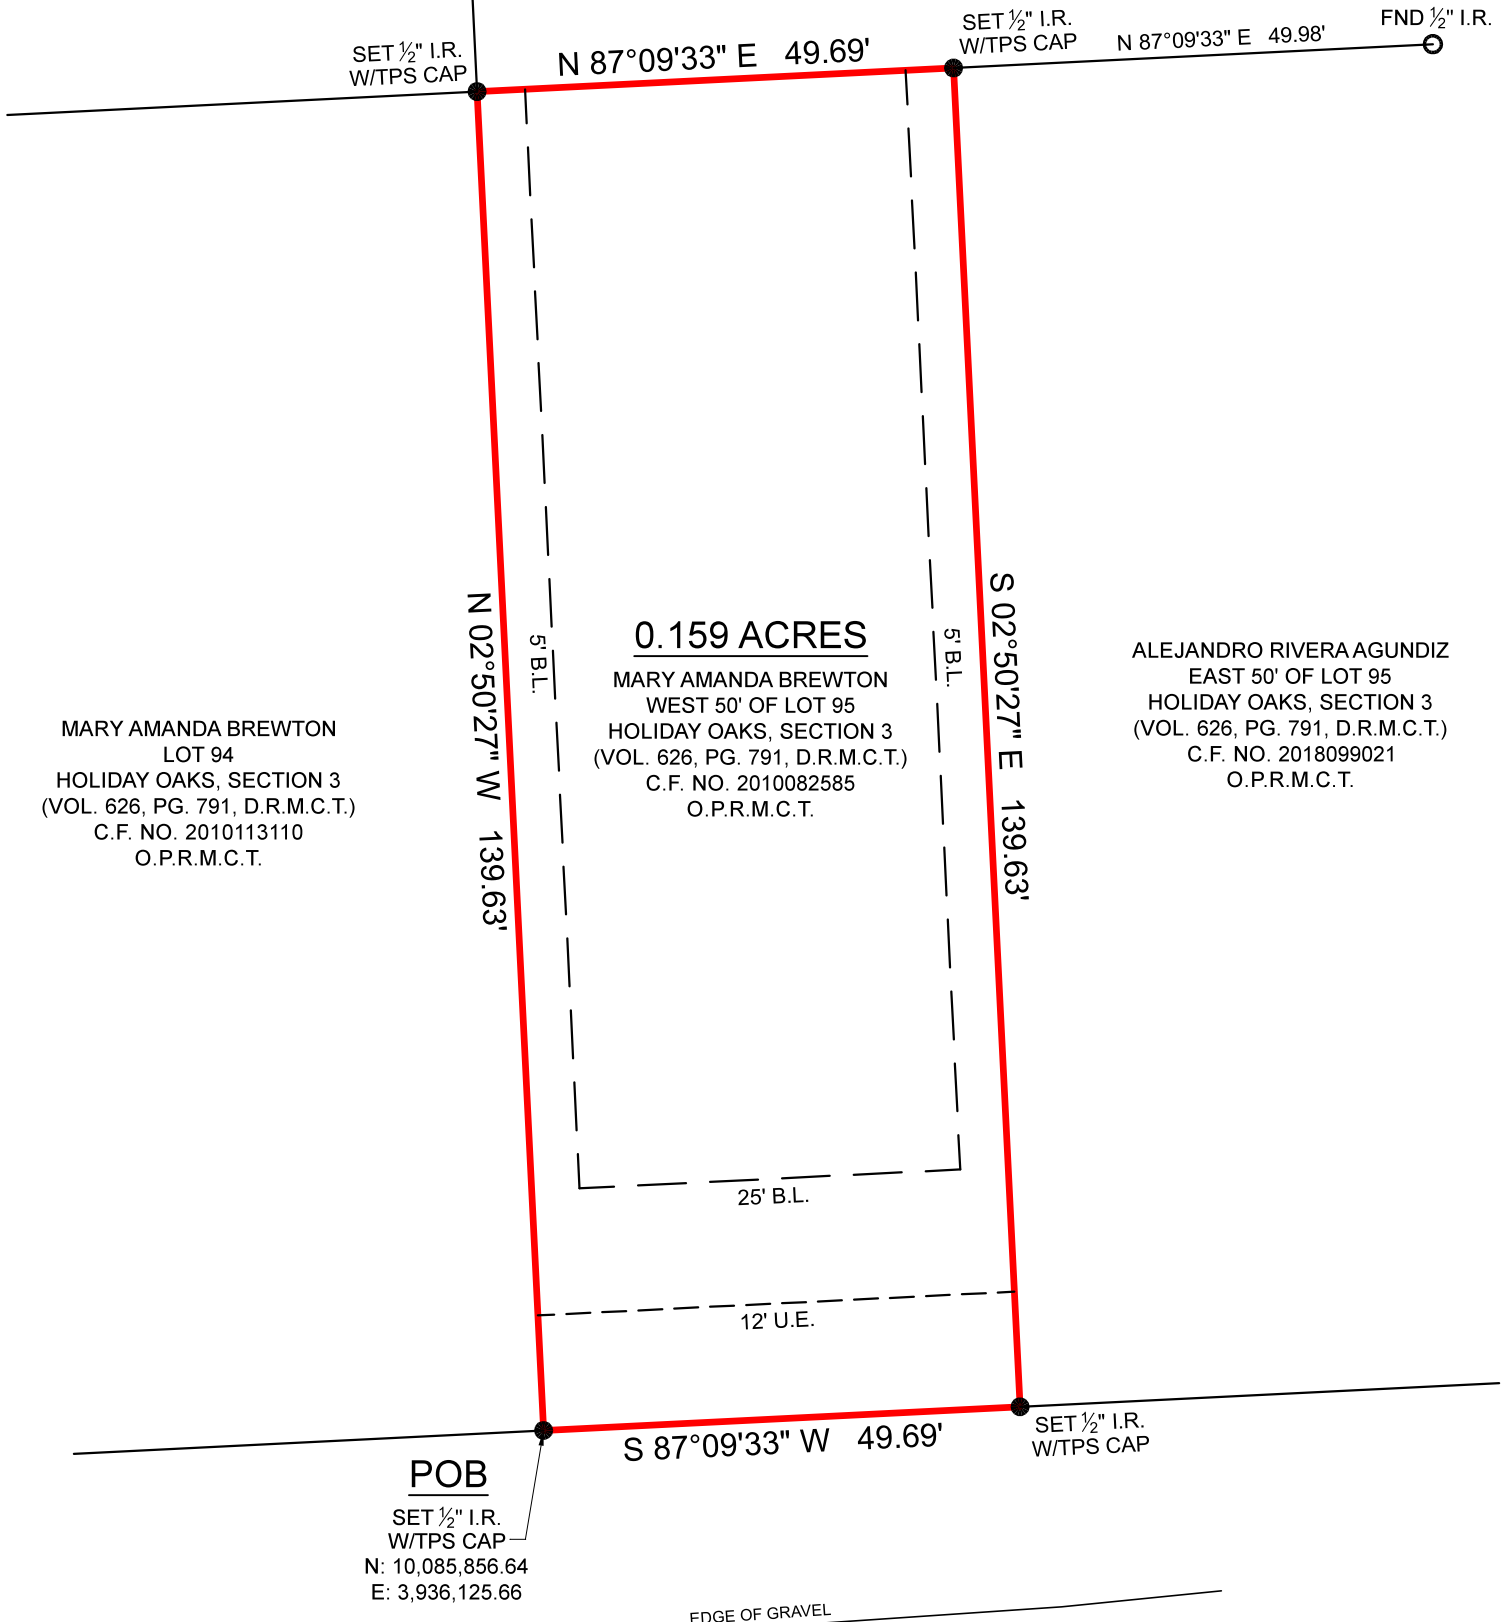 SET ½" I.R.
W/TPS CAP
N 87°09'33" E 49.69'
SET ½" I.R.
W/TPS CAP
N 87°09'33" E 49.98'
FND ½" I.R.
N 02°50'27" W 139.63'
5' B.L.
0.159 ACRES
MARY AMANDA BREWTON
WEST 50' OF LOT 95
HOLIDAY OAKS, SECTION 3
(VOL. 626, PG. 791, D.R.M.C.T.)
C.F. NO. 2010082585
O.P.R.M.C.T.
5' B.L.
S 02°50'27" E 139.63'
ALEJANDRO RIVERA AGUNDIZ
EAST 50' OF LOT 95
HOLIDAY OAKS, SECTION 3
(VOL. 626, PG. 791, D.R.M.C.T.)
C.F. NO. 2018099021
O.P.R.M.C.T.
MARY AMANDA BREWTON
LOT 94
HOLIDAY OAKS, SECTION 3
(VOL. 626, PG. 791, D.R.M.C.T.)
C.F. NO. 2010113110
O.P.R.M.C.T.
25' B.L.
12' U.E.
S 87°09'33" W 49.69'
SET ½" I.R.
W/TPS CAP
POB
SET ½" I.R.
W/TPS CAP
N: 10,085,856.64
E: 3,936,125.66
EDGE OF GRAVEL